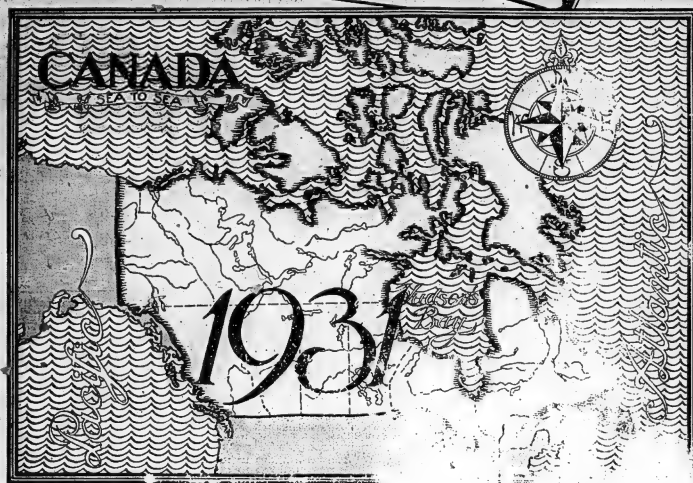 CANADA
SEA TO SEA
Hudson's
Bay
1931
Pacific
Atlantic